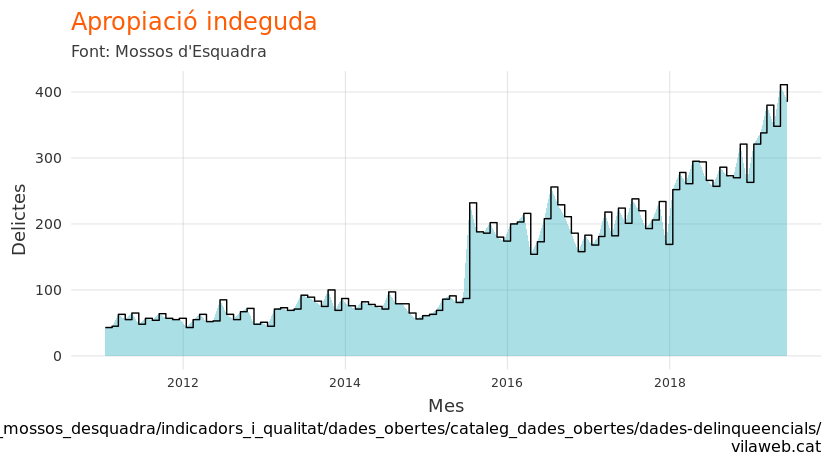 Apropiació indeguda
Font: Mossos d'Esquadra
Delictes
400
300
200
100
0
2012 2014 2016 2018
Mes
_mossos_desquadra/indicadors_i_qualitat/dades_obertes/cataleg_dades_obertes/dades-delinqueencials/
vilaweb.cat